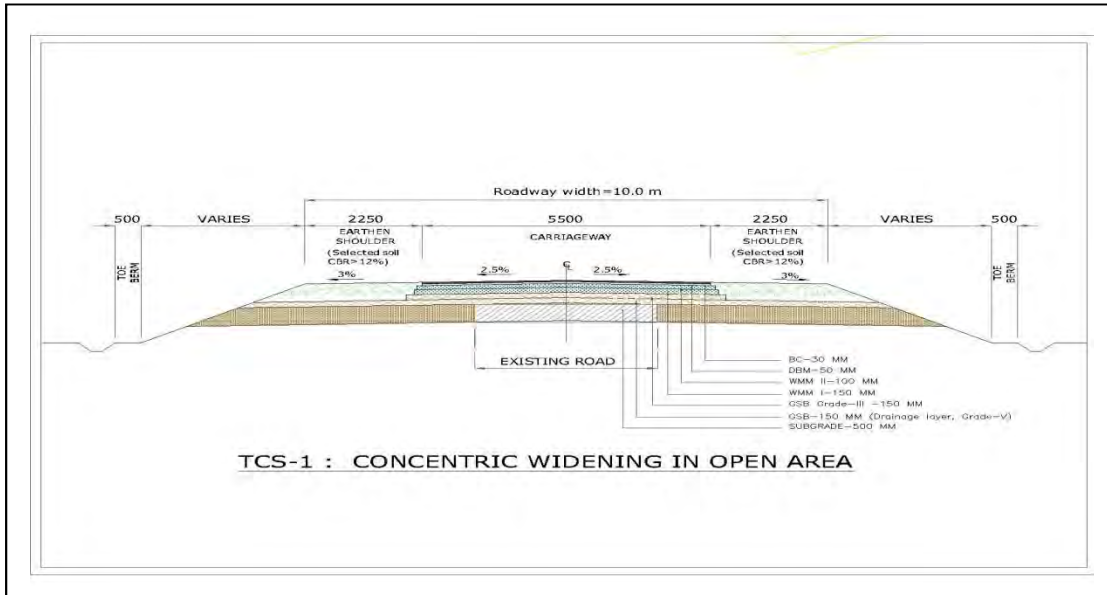 Roadway width=10.0 m
500
VARIES
2250
5500
2250
VARIES
500
EARTHEN
SHOULDER
(Selected soil
CBR>12%)
CARRIAGEWAY
EARTHEN
SHOULDER
(Selected soil
CBR>12%)
TOE
BERM
3%
2.5%
℄
2.5%
3%
TOE
BERM
EXISTING ROAD
BC-30 MM
DBM-50 MM
WMM II-100 MM
WMM I-150 MM
GSB Grade-III -150 MM
GSB-150 MM (Drainage layer, Grade-V)
SUBGRADE-500 MM
TCS-1 : CONCENTRIC WIDENING IN OPEN AREA